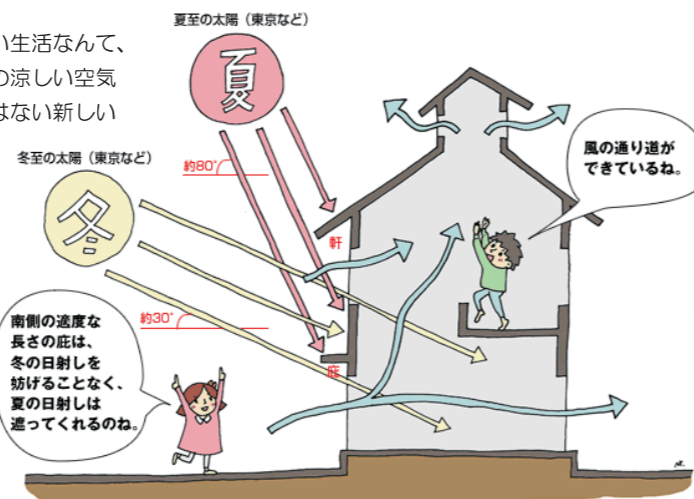 い生活なんて、
の涼しい空気
はない新しい
夏至の太陽（東京など）
夏
冬至の太陽（東京など）
冬
約80°
約30°
軒
庇
風の通り道が
できているね。
南側の適度な
長さの庇は、
冬の日射しを
妨げることなく、
夏の日射しは
遮ってくれるのね。